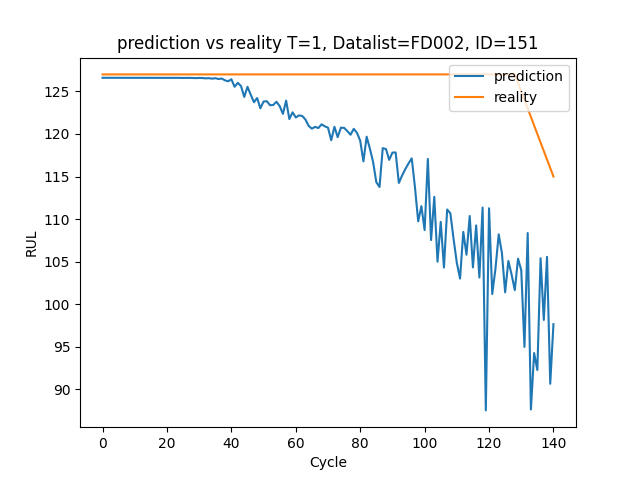 prediction vs reality T=1, Datalist=FD002, ID=151
prediction
reality
RUL
125
120
115
110
105
100
95
90
0 20 40 60 80 100 120 140
Cycle